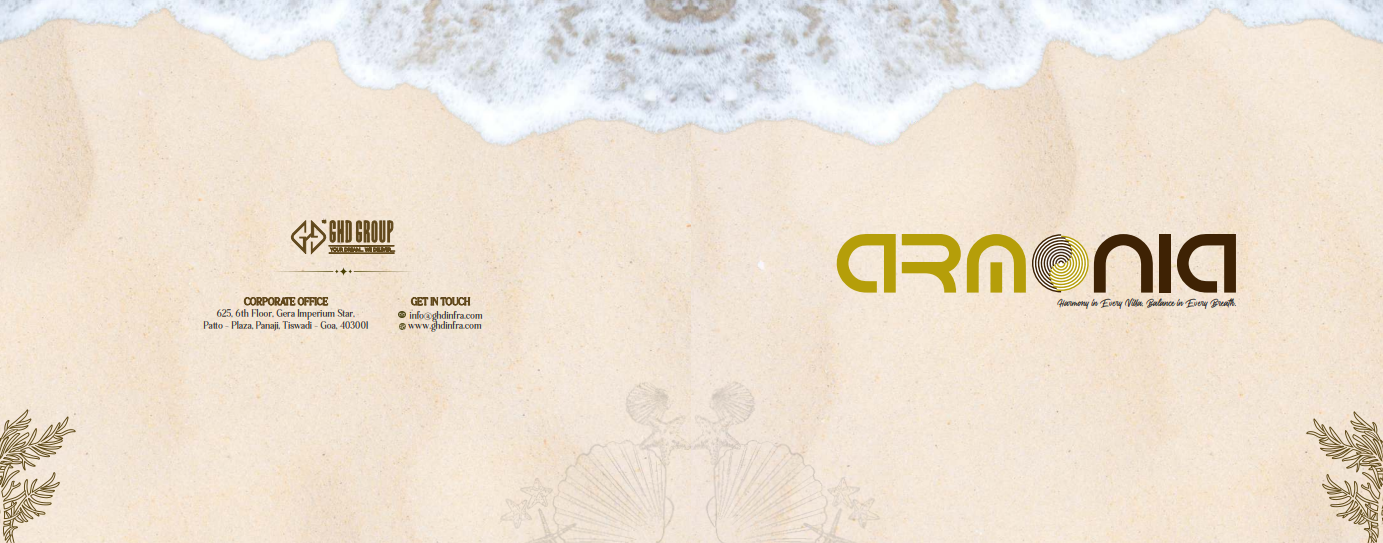 GHD GROUP
CORPORATE OFFICE
625, 6th Floor, Gera Imperium Star,
Patto - Plaza, Panaji, Tiswadi - Goa, 403001
GET IN TOUCH
info@ghdinfra.com
www.ghdinfra.com
ARMONIA
Harmony in Every Villa, Balance in Every Breath.